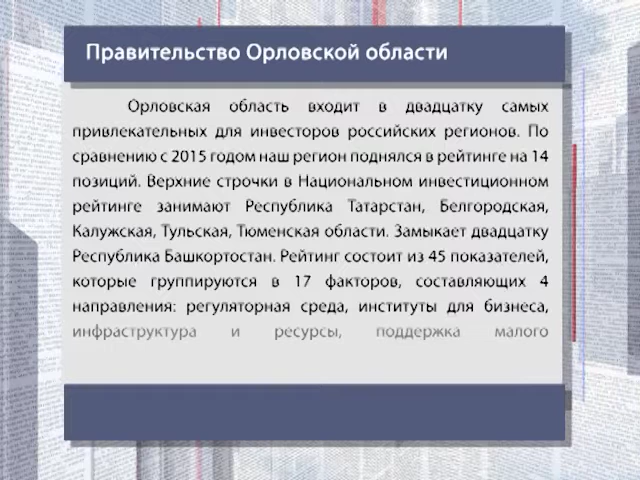 Правительство Орловской области
Орловская область входит в двадцатку самых
привлекательных для инвесторов российских регионов. По
сравнению с 2015 годом наш регион поднялся в рейтинге на 14
позиций. Верхние строчки в Национальном инвестиционном
рейтинге занимают Республика Татарстан, Белгородская,
Калужская, Тульская, Тюменская области. Замыкает двадцатку
Республика Башкортостан. Рейтинг состоит из 45 показателей,
которые группируются в 17 факторов, составляющих 4
направления: регуляторная среда, институты для бизнеса,
инфраструктура и ресурсы, поддержка малого